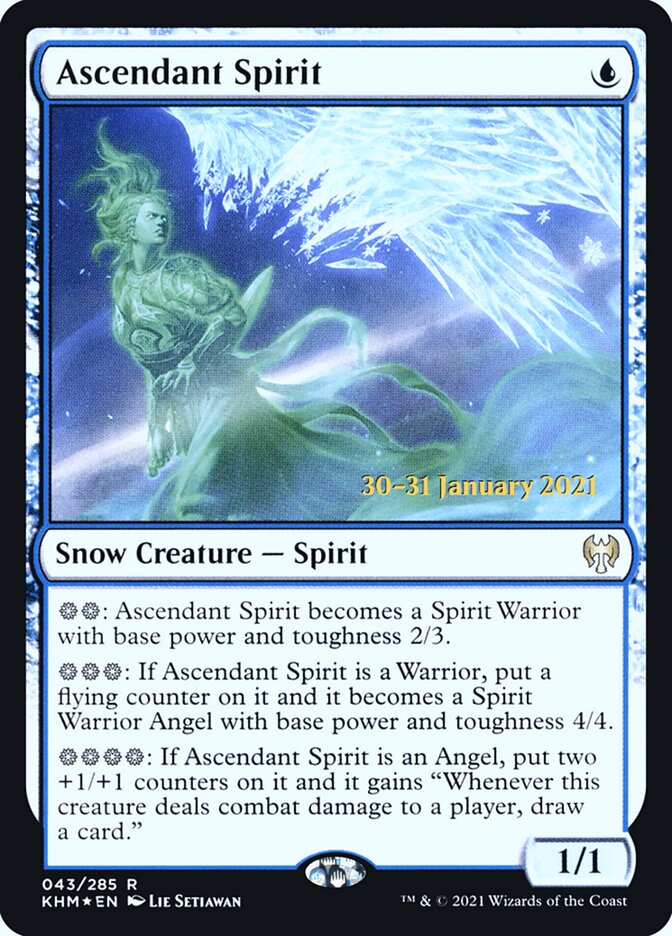 Ascendant Spirit
30–31 January 2021
Snow Creature — Spirit
: Ascendant Spirit becomes a Spirit Warrior
with base power and toughness 2/3.
: If Ascendant Spirit is a Warrior, put a
flying counter on it and it becomes a Spirit
Warrior Angel with base power and toughness 4/4.
: If Ascendant Spirit is an Angel, put two
+1/+1 counters on it and it gains “Whenever this
creature deals combat damage to a player, draw
a card.”
1/1
043/285 R
KHM★EN Lie Setiawan
™ & © 2021 Wizards of the Coast